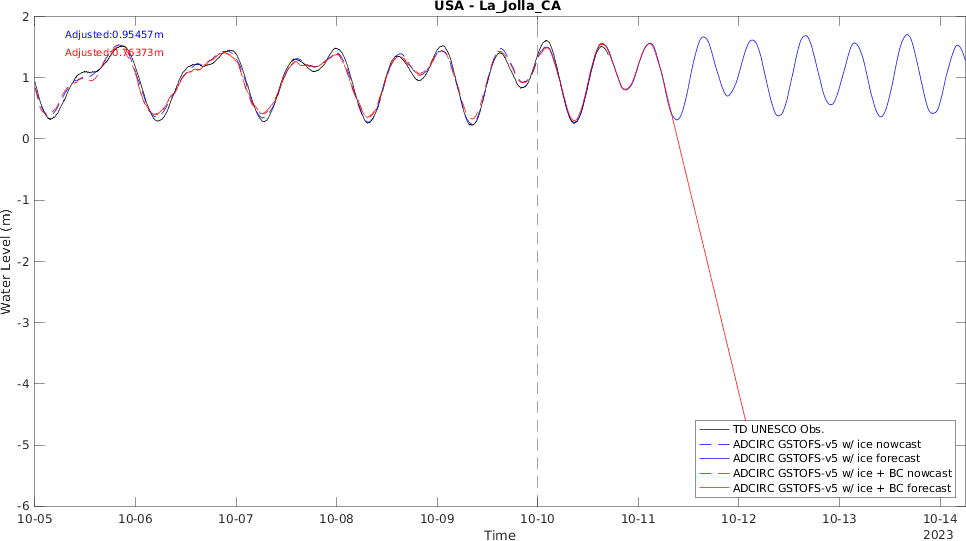 USA - La_Jolla_CA
2
Adjusted:0.95457m
Adjusted:0.76373m
1
0
-1
-2
Water Level (m)
-3
-4
TD UNESCO Obs.
-5
ADCIRC GSTOFS-v5 w/ ice nowcast
ADCIRC GSTOFS-v5 w/ ice forecast
ADCIRC GSTOFS-v5 w/ ice + BC nowcast
ADCIRC GSTOFS-v5 w/ ice + BC forecast
-6
10-05 10-06 10-07 10-08 10-09 10-10 10-11 10-12 10-13 10-14
Time 2023